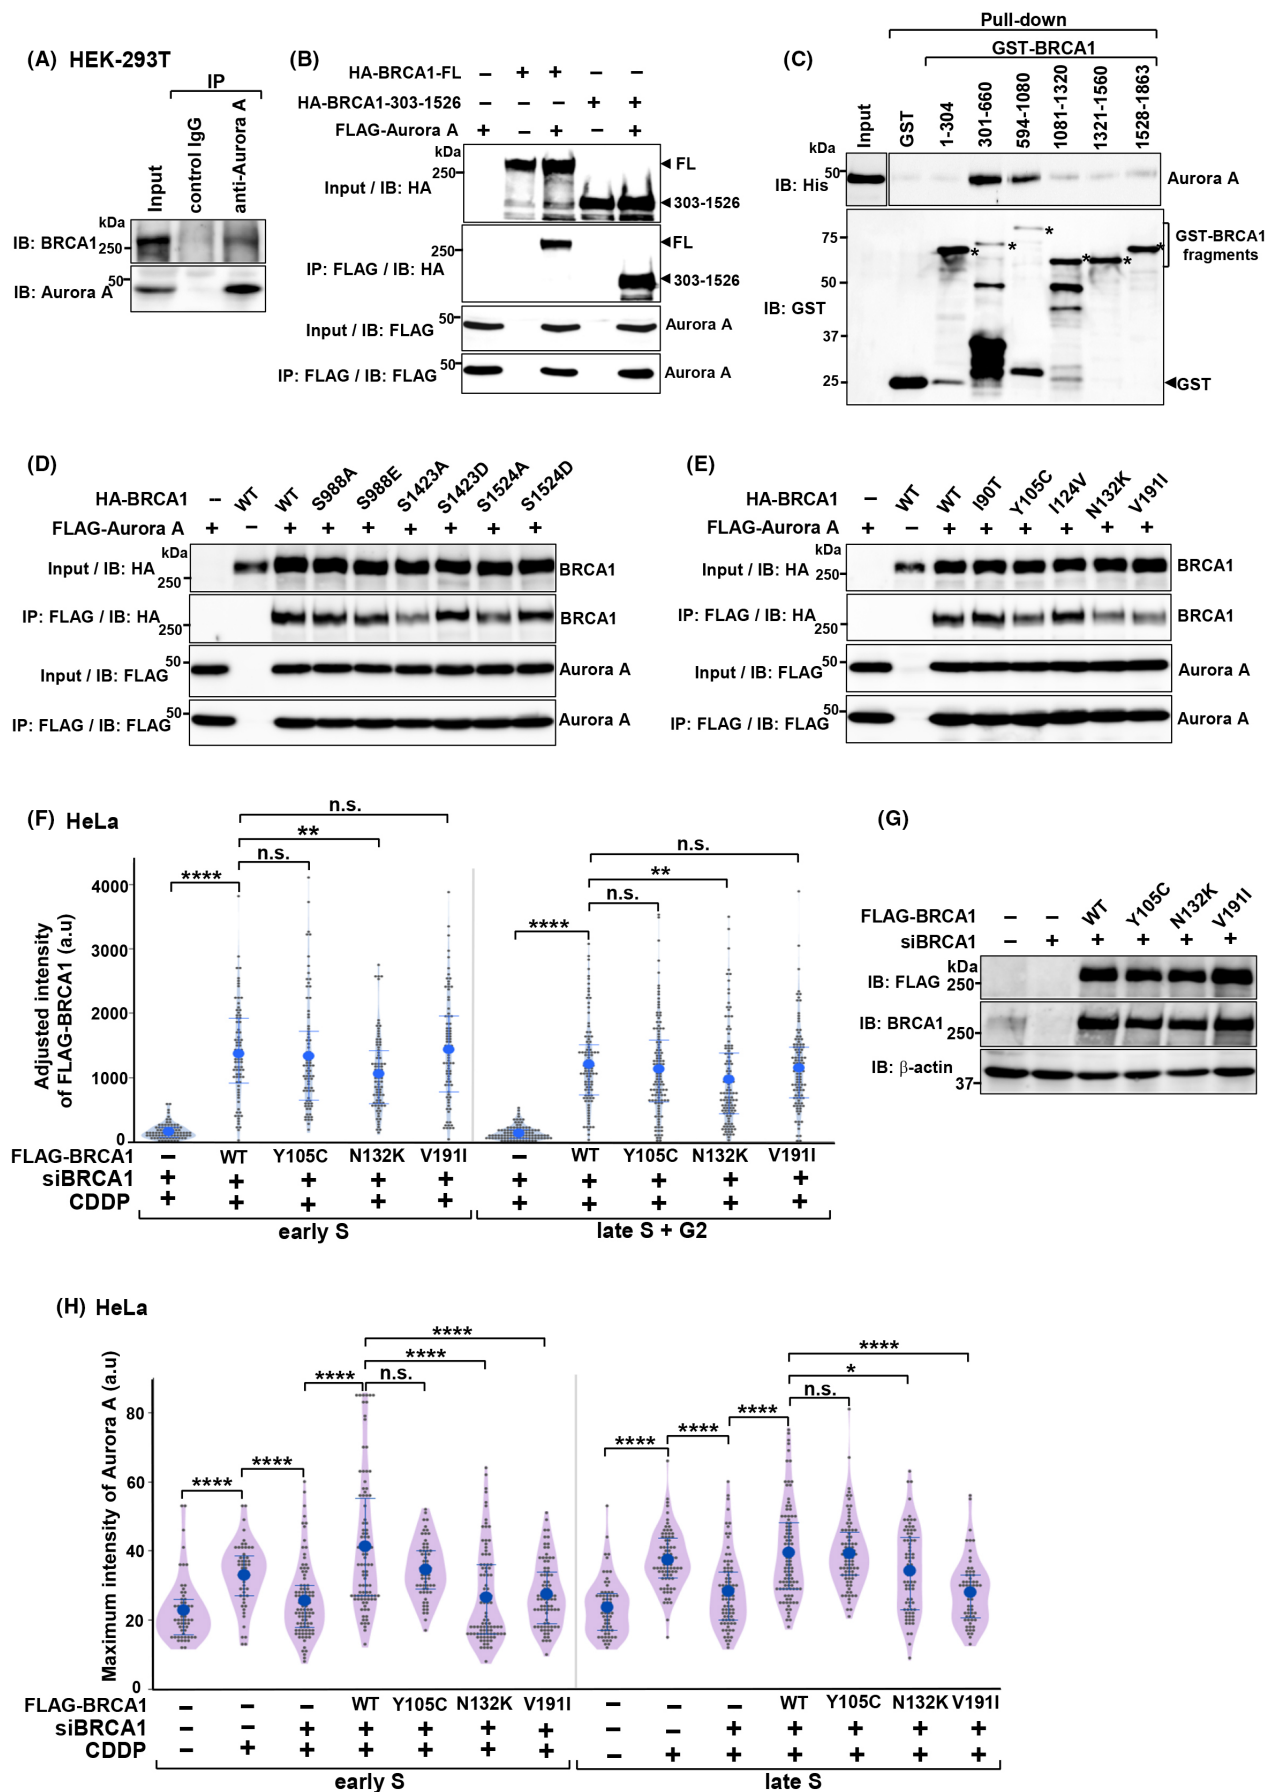 (A) HEK-293T
IP
Input
control IgG
anti-Aurora A
kDa
IB: BRCA1
250
50
IB: Aurora A
(B)
HA-BRCA1-FL – + + – –
HA-BRCA1-303-1526 – – – + +
FLAG-Aurora A + – + – +
kDa
250
Input / IB: HA
FL
303-1526
250
IP: FLAG / IB: HA
FL
303-1526
50
Input / IB: FLAG
Aurora A
50
IP: FLAG / IB: FLAG
Aurora A
(C)
Pull-down
GST-BRCA1
Input
GST
1-304
301-660
594-1080
1081-1320
1321-1560
1528-1863
kDa
50
IB: His
Aurora A
75
50
IB: GST
37
25
* * * * * *
GST-BRCA1
fragments
GST
(D)
HA-BRCA1 – WT WT S988A S988E S1423A S1423D S1524A S1524D
FLAG-Aurora A + – + + + + + + +
kDa
Input / IB: HA
250
BRCA1
IP: FLAG / IB: HA
250
BRCA1
50
Input / IB: FLAG
Aurora A
50
IP: FLAG / IB: FLAG
Aurora A
(E)
HA-BRCA1 – WT WT I90T Y105C I124V N132K V191I
FLAG-Aurora A + – + + + + + +
kDa
Input / IB: HA
250
BRCA1
IP: FLAG / IB: HA
250
BRCA1
50
Input / IB: FLAG
Aurora A
50
IP: FLAG / IB: FLAG
Aurora A
(F) HeLa
n.s.
**
n.s.
****
n.s.
**
n.s.
****
Adjusted intensity
of FLAG-BRCA1 (a.u)
4000
3000
2000
1000
0
FLAG-BRCA1 – WT Y105C N132K V191I – WT Y105C N132K V191I
siBRCA1 + + + + + + + + + +
CDDP + + + + + + + + + +
early S
late S + G2
(G)
FLAG-BRCA1 – – WT Y105C N132K V191I
siBRCA1 – + + + + +
kDa
IB: FLAG
250
IB: BRCA1
250
IB: β-actin
37
(H) HeLa
****
****
**** n.s.
****
****
****
*
n.s.
****
****
****
Maximum intensity of Aurora A (a.u)
80
60
40
20
0
FLAG-BRCA1 – – – WT Y105C N132K V191I – – – WT Y105C N132K V191I
siBRCA1 – – + + + + + – – + + + + +
CDDP – + + + + + + – + + + + + +
early S
late S